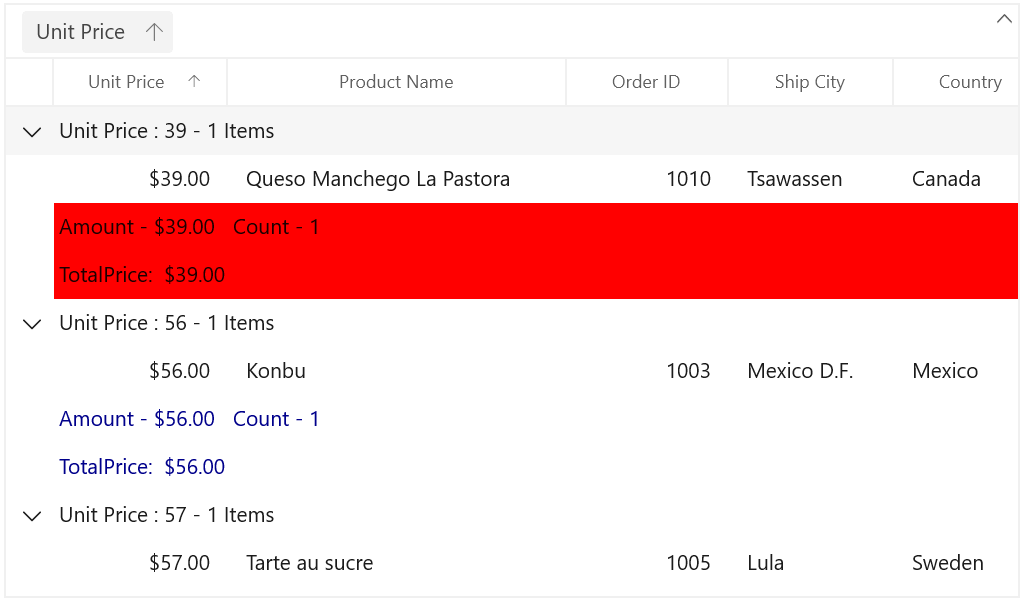 Unit Price
Unit Price Product Name Order ID Ship City Country
Unit Price : 39 - 1 Items
$39.00 Queso Manchego La Pastora 1010 Tsawassen Canada
Amount - $39.00 Count - 1
TotalPrice: $39.00
Unit Price : 56 - 1 Items
$56.00 Konbu 1003 Mexico D.F. Mexico
Amount - $56.00 Count - 1
TotalPrice: $56.00
Unit Price : 57 - 1 Items
$57.00 Tarte au sucre 1005 Lula Sweden